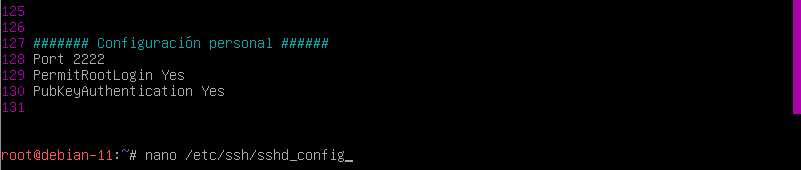 125
126
127 ####### Configuración personal ######
128 Port 2222
129 PermitRootLogin Yes
130 PubKeyAuthentication Yes
131
root@debian-11:~# nano /etc/ssh/sshd_config_